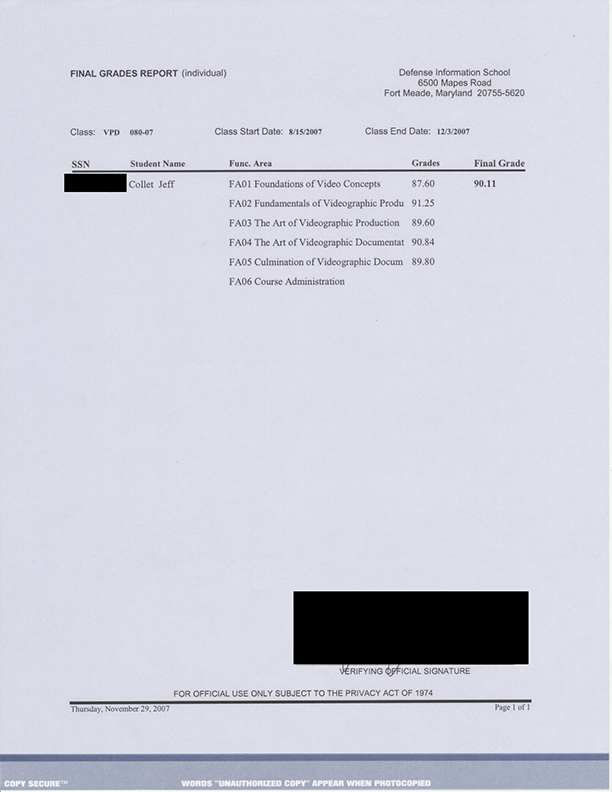 FINAL GRADES REPORT (individual)
Defense Information School
6500 Mapes Road
Fort Meade, Maryland 20755-5620
Class: VPD 080-07 Class Start Date: 8/15/2007 Class End Date: 12/3/2007
SSN Student Name Func. Area Grades Final Grade
Collet Jeff FA01 Foundations of Video Concepts 87.60 90.11
FA02 Fundamentals of Videographic Produ 91.25
FA03 The Art of Videographic Production 89.60
FA04 The Art of Videographic Documentat 90.84
FA05 Culmination of Videographic Docum 89.80
FA06 Course Administration
VERIFYING OFFICIAL SIGNATURE
FOR OFFICIAL USE ONLY SUBJECT TO THE PRIVACY ACT OF 1974
Thursday, November 29, 2007 Page 1 of 1
COPY SECURE™ WORDS "UNAUTHORIZED COPY" APPEAR WHEN PHOTOCOPIED